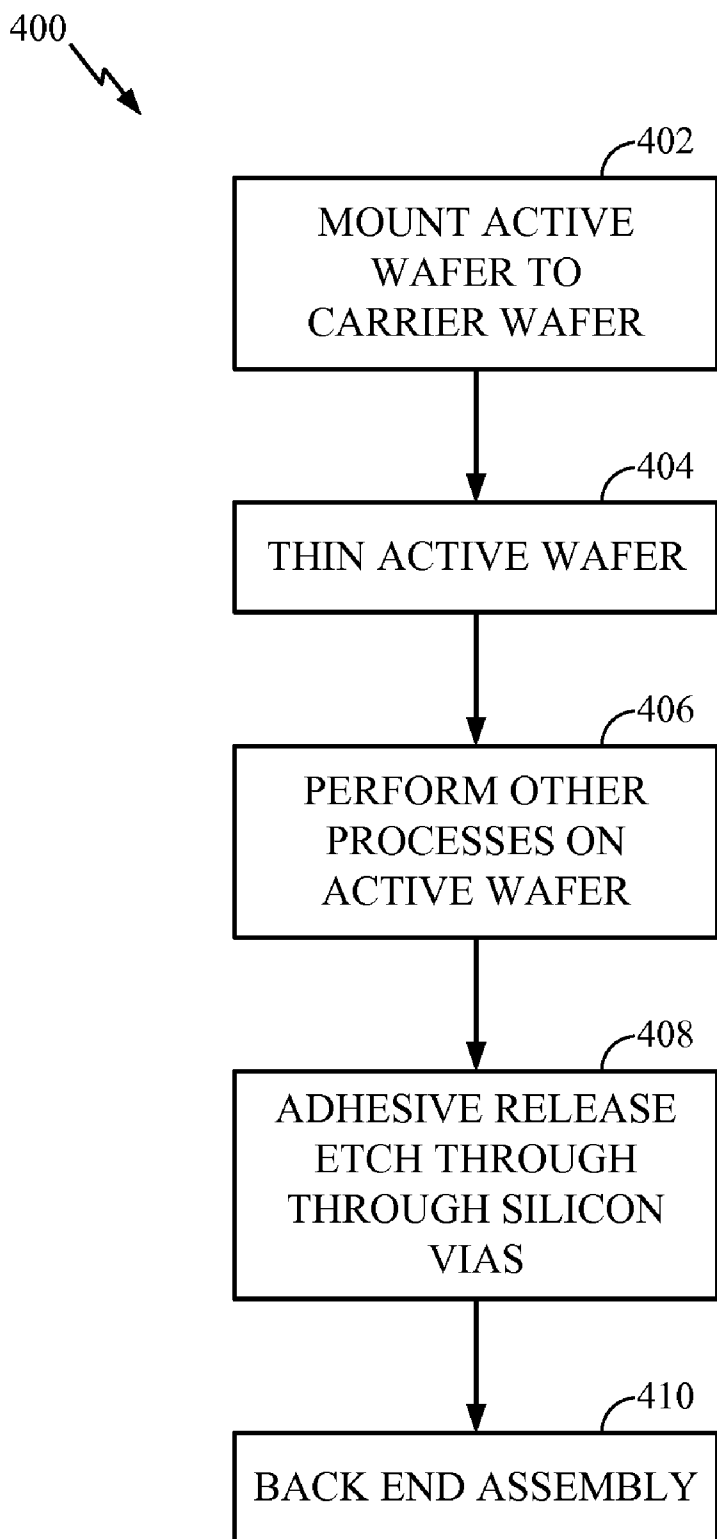 400
402
MOUNT ACTIVE
WAFER TO
CARRIER WAFER
404
THIN ACTIVE WAFER
406
PERFORM OTHER
PROCESSES ON
ACTIVE WAFER
408
ADHESIVE RELEASE
ETCH THROUGH
THROUGH SILICON
VIAS
410
BACK END ASSEMBLY